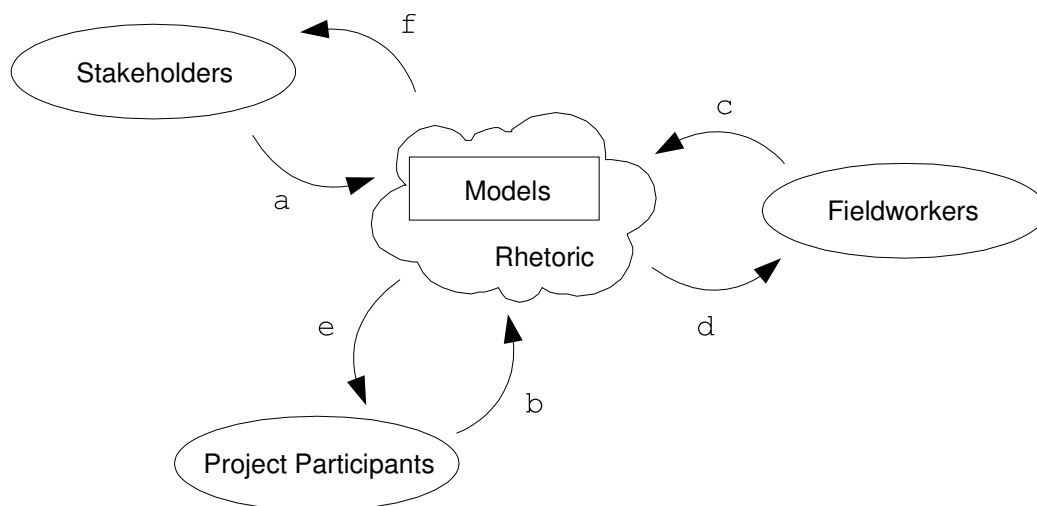 f
Stakeholders
c
a
Models
Fieldworkers
Rhetoric
e
d
b
Project Participants